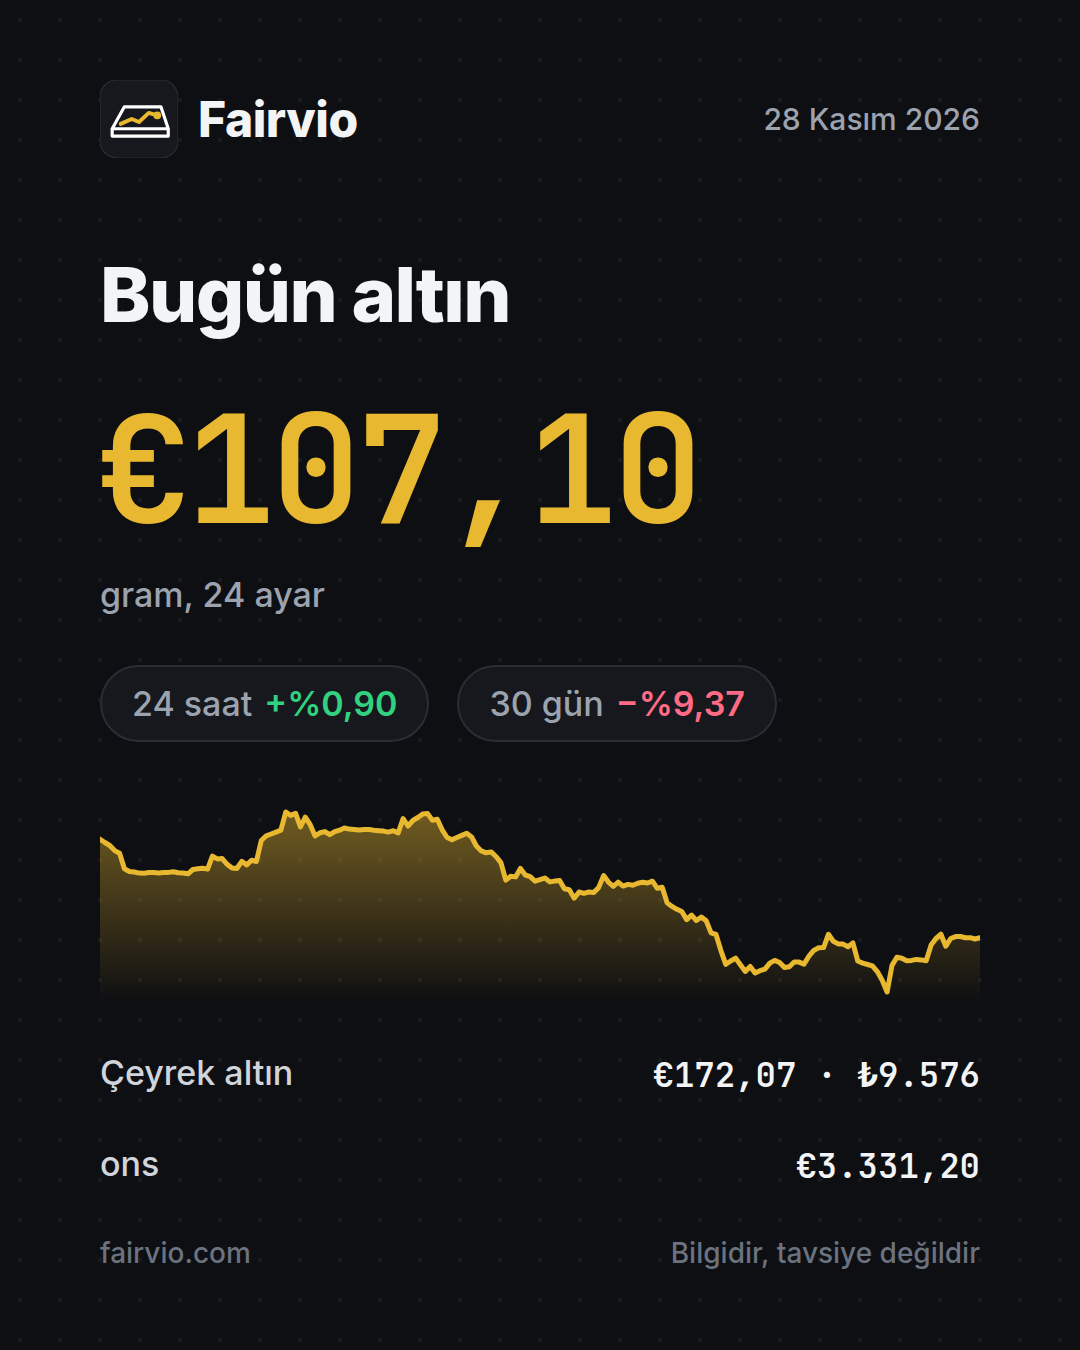 Fairvio
28 Kasım 2026
Bugün altın
€107,10
gram, 24 ayar
24 saat +%0,90
30 gün −%9,37
Çeyrek altın
€172,07 · ₺9.576
ons
€3.331,20
fairvio.com
Bilgidir, tavsiye değildir